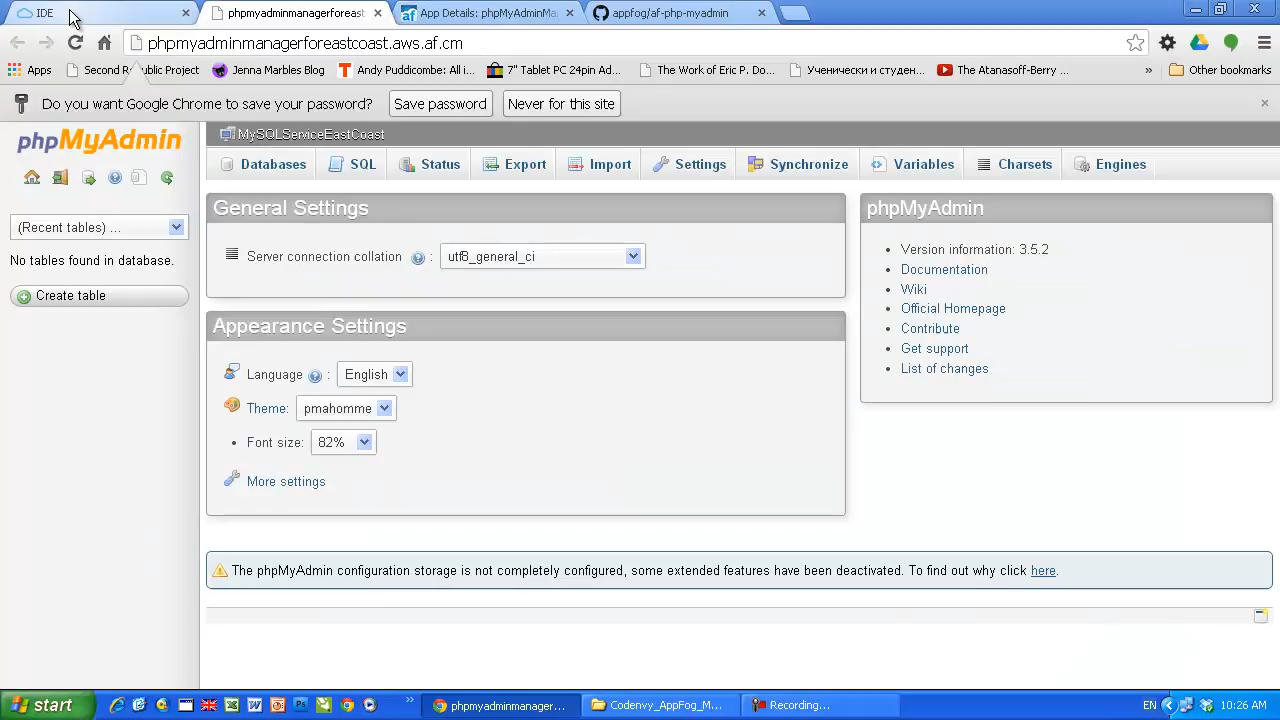 IDE
phpmyadminmanagerforeast
App Details: phpMyAdminMa
appfog/af-php-myadmin
phpmyadminmanagerforeastcoast.aws.af.cm
Apps
Second Republic Project
Jenna Marbles Blog
Andy Puddicombe: All i...
7" Tablet PC 24pin Ad...
The Work of Eric P. Do...
Ученически и студен...
The Atanasoff-Berry ...
»
Other bookmarks
Do you want Google Chrome to save your password?
Save password
Never for this site
phpMyAdmin
(Recent tables) ...
No tables found in database.
Create table
MySQLServiceEastCoast
Databases
SQL
Status
Export
Import
Settings
Synchronize
Variables
Charsets
Engines
General Settings
Server connection collation :
utf8_general_ci
Appearance Settings
Language :
English
Theme:
pmahomme
• Font size:
82%
More settings
phpMyAdmin
• Version information: 3.5.2
• Documentation
• Wiki
• Official Homepage
• Contribute
• Get support
• List of changes
The phpMyAdmin configuration storage is not completely configured, some extended features have been deactivated. To find out why click here.
start
»
phpmyadminmanager...
Codenvy_AppFog_M...
Recording...
EN
10:26 AM